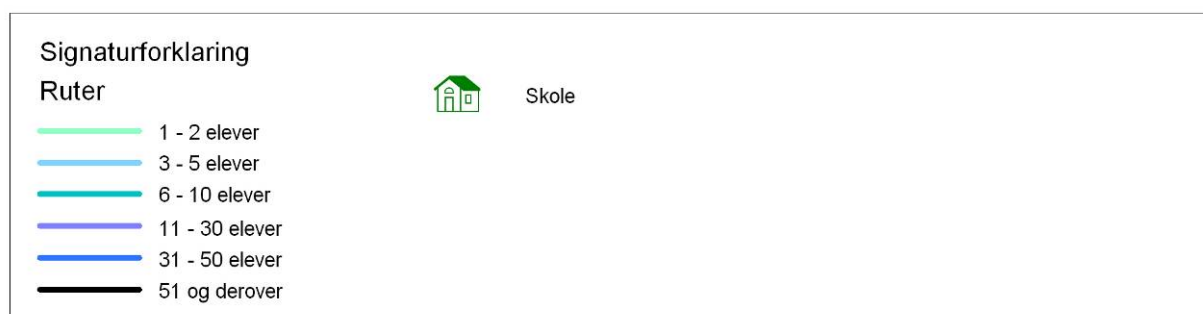 Signaturforklaring
Ruter
Skole
1 - 2 elever
3 - 5 elever
6 - 10 elever
11 - 30 elever
31 - 50 elever
51 og derover